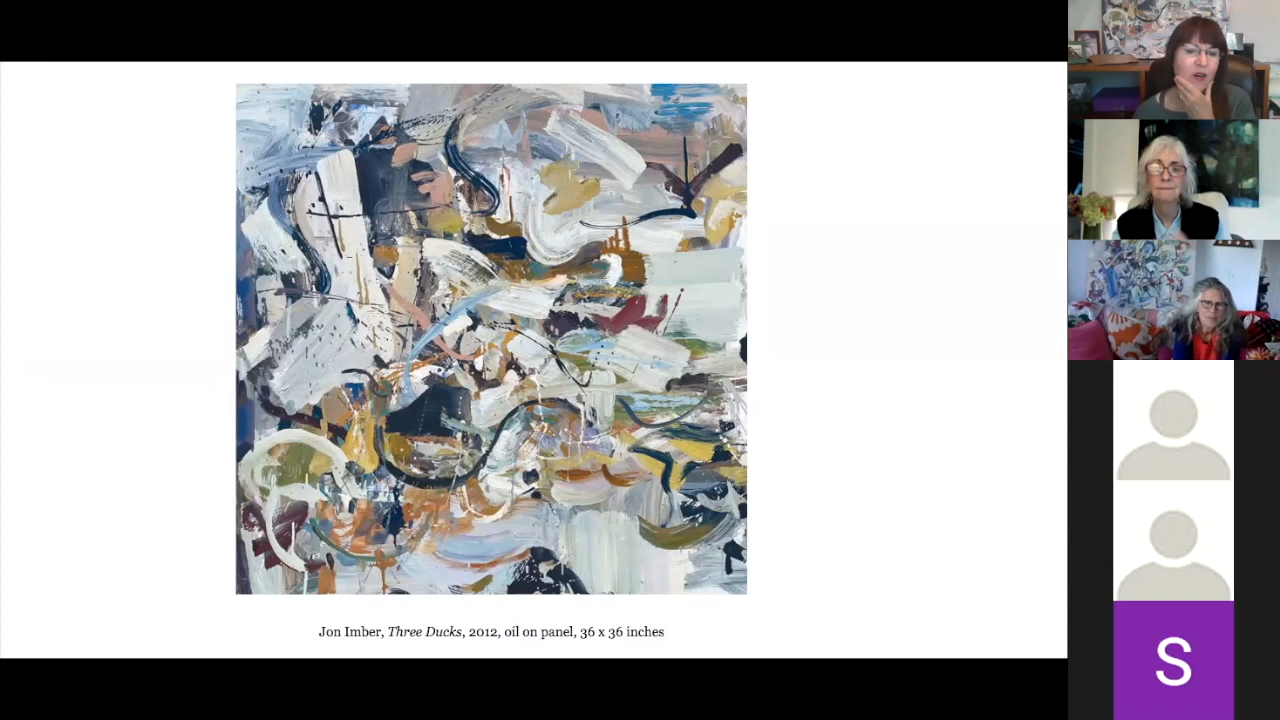 Jon Imber, Three Ducks, 2012, oil on panel, 36 x 36 inches
S